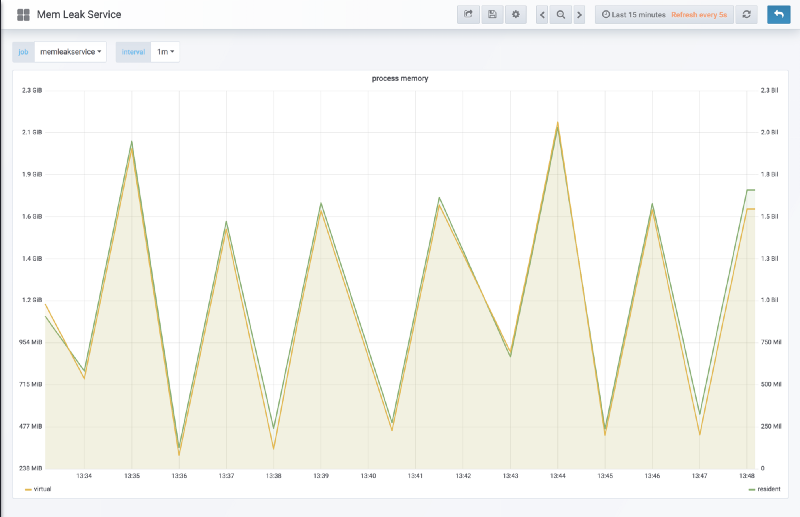 Mem Leak Service
Last 15 minutes Refresh every 5s
job memleakservice interval 1m
process memory
2.3 GiB 2.3 Bil
2.1 GiB 2.0 Bil
1.9 GiB 1.8 Bil
1.6 GiB 1.5 Bil
1.4 GiB 1.3 Bil
1.2 GiB 1.0 Bil
954 MiB 750 Mil
715 MiB 500 Mil
477 MiB 250 Mil
238 MiB 0
13:34 13:35 13:36 13:37 13:38 13:39 13:40 13:41 13:42 13:43 13:44 13:45 13:46 13:47 13:48
virtual resident